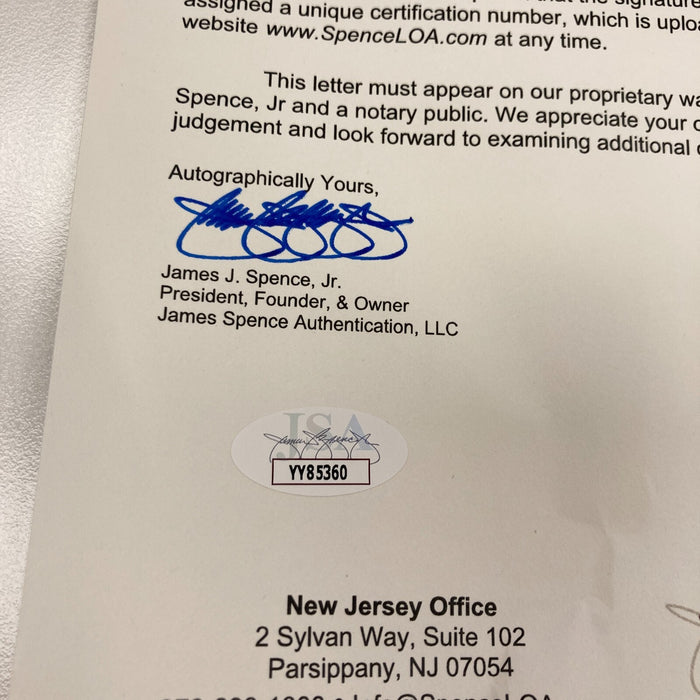 assigned a unique certification number, which is
website www.SpenceLOA.com at any time.
This letter must appear on our proprietary
Spence, Jr and a notary public. We appreciate your
judgement and look forward to examining additional
Autographically Yours,
James J. Spence, Jr.
President, Founder, & Owner
James Spence Authentication, LLC
JSA
YY85360
New Jersey Office
2 Sylvan Way, Suite 102
Parsippany, NJ 07054